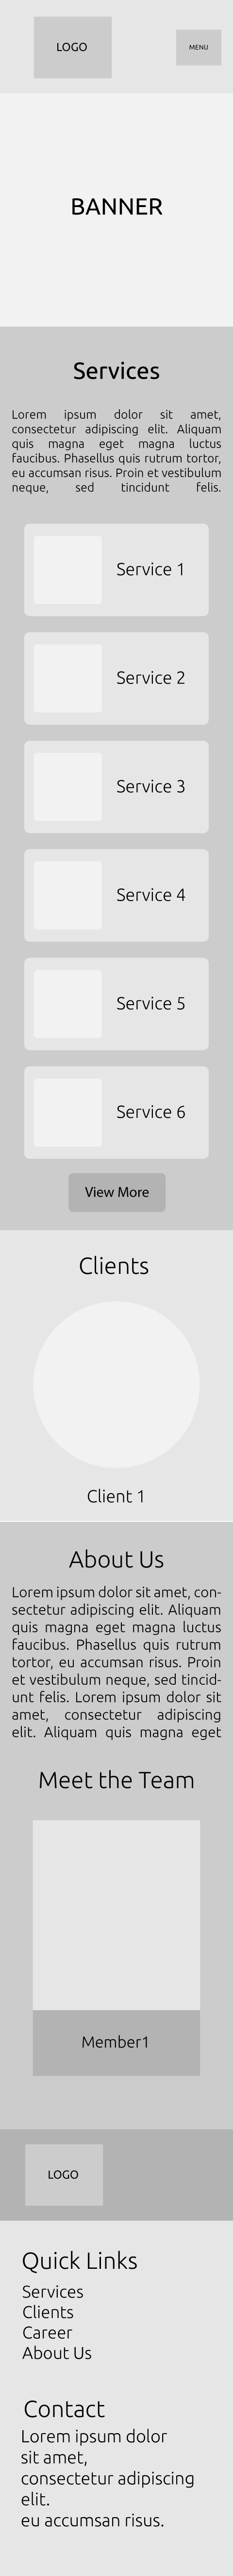 LOGO
MENU
BANNER
Services
Lorem ipsum dolor sit amet,
consectetur adipiscing elit. Aliquam
quis magna eget magna luctus
faucibus. Phasellus quis rutrum tortor,
eu accumsan risus. Proin et vestibulum
neque, sed tincidunt felis.
Service 1
Service 2
Service 3
Service 4
Service 5
Service 6
View More
Clients
Client 1
About Us
Lorem ipsum dolor sit amet, con-
sectetur adipiscing elit. Aliquam
quis magna eget magna luctus
faucibus. Phasellus quis rutrum
tortor, eu accumsan risus. Proin
et vestibulum neque, sed tincid-
unt felis. Lorem ipsum dolor sit
amet, consectetur adipiscing
elit. Aliquam quis magna eget
Meet the Team
Member1
LOGO
Quick Links
Services
Clients
Career
About Us
Contact
Lorem ipsum dolor
sit amet,
consectetur adipiscing
elit.
eu accumsan risus.